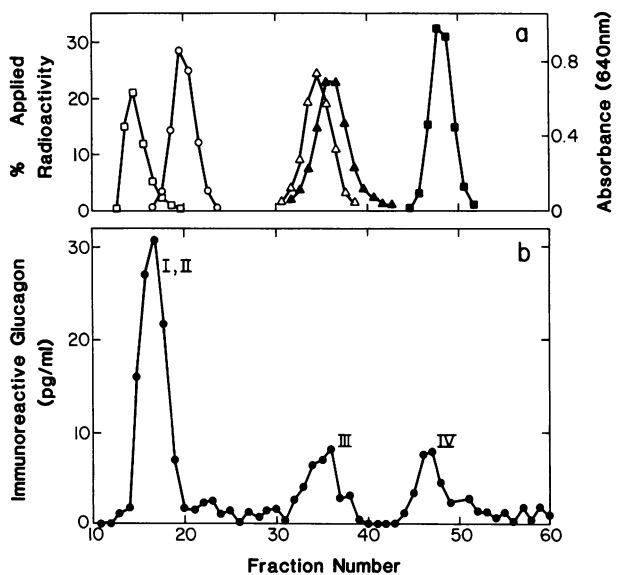 a
% Applied
Radioactivity
30
20
10
0
Absorbance (640nm)
0.8
0.4
0
b
Immunoreactive Glucagon
(pg/ml)
30
20
10
0
I, II
III
IV
10 20 30 40 50 60
Fraction Number